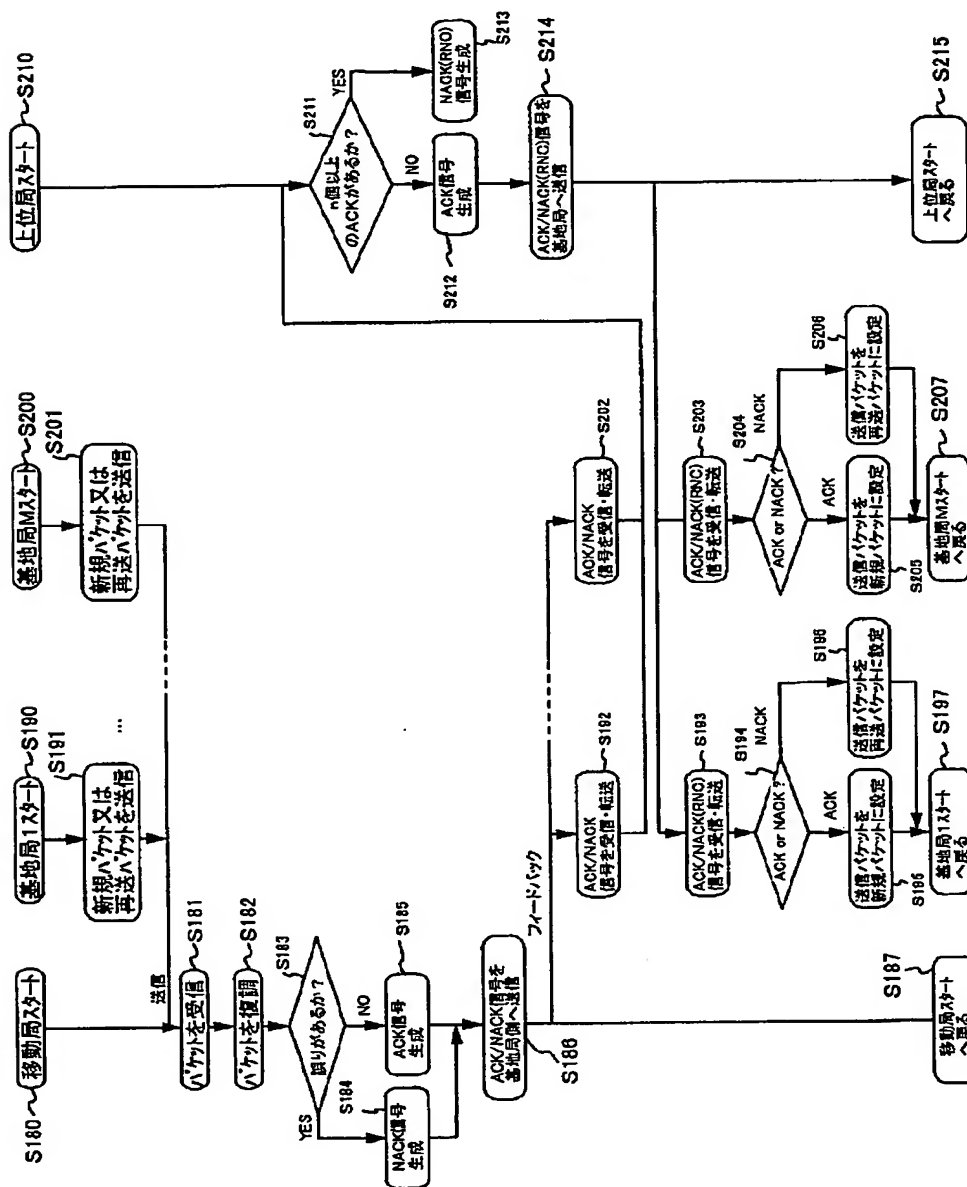 S180
移動局スタート
S190
基地局1スタート
S191
新規パケット又は
再送パケットを送信
…
S200
基地局Mスタート
S201
新規パケット又は
再送パケットを送信
S210
上位局スタート
送信
S181
パケットを受信
S182
パケットを復調
S183
誤りがあるか?
YES
NO
S184
NACK信号
生成
S185
ACK信号
生成
ACK/NACK信号を
基地局側へ送信
S186
フィードバック
S187
移動局スタート
へ戻る
S192
ACK/NACK
信号を受信・転送
S193
ACK/NACK(RNC)
信号を受信・転送
S194
ACK or NACK?
NACK
ACK
S195
送信パケットを
新規パケットに設定
S196
送信パケットを
再送パケットに設定
S197
基地局1スタート
へ戻る
S202
ACK/NACK
信号を受信・転送
S203
ACK/NACK(RNC)
信号を受信・転送
S204
ACK or NACK?
NACK
ACK
S205
送信パケットを
新規パケットに設定
S206
送信パケットを
再送パケットに設定
S207
基地局Mスタート
へ戻る
S211
n個以上
のACKがあるか?
YES
NO
S212
ACK信号
生成
S213
NACK(RNC)
信号生成
S214
ACK/NACK(RNC)信号を
基地局へ送信
S215
上位局スタート
へ戻る